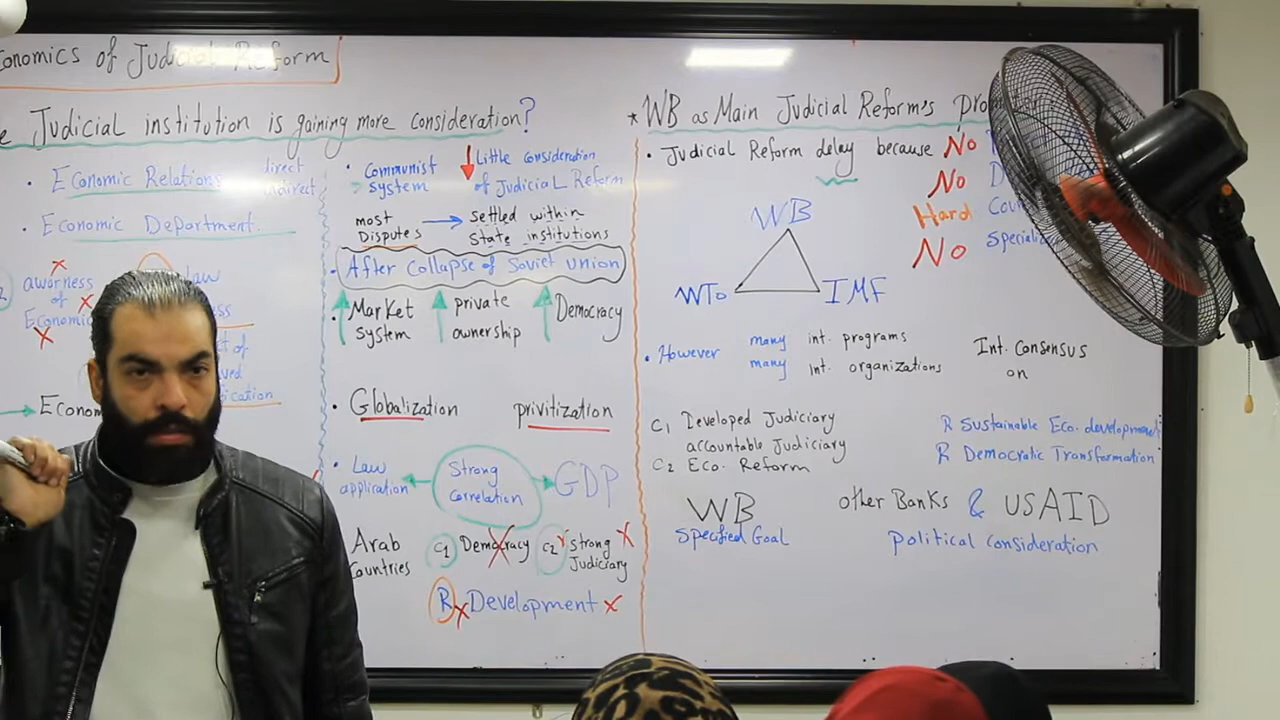 onomics of Judicial Reform
Judicial institution is gaining more consideration?
. Economic Relations direct
indirect
. Economic Department.
awarness Law
of
Economic
Econom
. Communist system
Little consideration of Judicial Reform
most Disputes → settled within State institutions
. After collapse of Soviet union
. Market system
private ownership
Democracy
. Globalization privitization
. Law application
Strong correlation
GDP
Arab Countries
C1 Democracy C2 strong Judiciary
R Development
* WB as Main Judicial Reform's pro
. Judicial Reform delay because No
No
Hard
No Speciali
WB
WTo IMF
. However many int. programs
many int. organizations
Int. consensus on
C1 Developed Judiciary
accountable Judiciary
C2 Eco. Reform
R Sustainable Eco. development
R Democratic Transformation
WB
Specified Goal
other Banks & USAID
political consideration